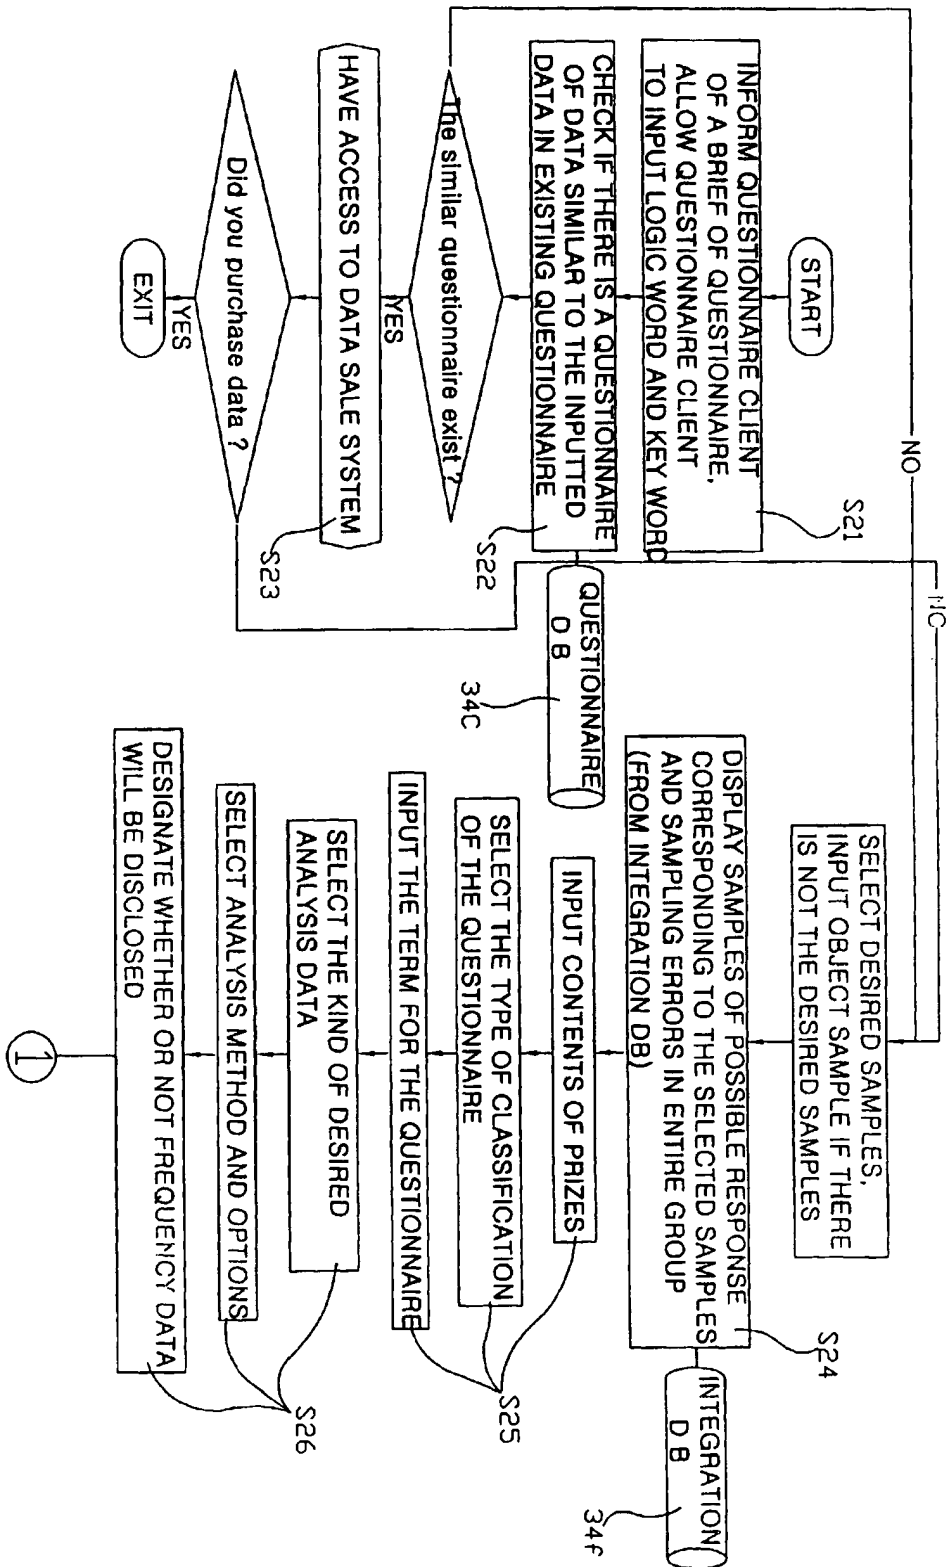 START
INFORM QUESTIONNAIRE CLIENT
OF A BRIEF OF QUESTIONNAIRE,
ALLOW QUESTIONNAIRE CLIENT
TO INPUT LOGIC WORD AND KEY WORD
S21
CHECK IF THERE IS A QUESTIONNAIRE
OF DATA SIMILAR TO THE INPUTTED
DATA IN EXISTING QUESTIONNAIRE
S22
QUESTIONNAIRE
D B
34C
The similar questionnaire exist ?
NO
YES
HAVE ACCESS TO DATA SALE SYSTEM
S23
Did you purchase data ?
NO
YES
EXIT
SELECT DESIRED SAMPLES,
INPUT OBJECT SAMPLE IF THERE
IS NOT THE DESIRED SAMPLES
DISPLAY SAMPLES OF POSSIBLE RESPONSE
CORRESPONDING TO THE SELECTED SAMPLES
AND SAMPLING ERRORS IN ENTIRE GROUP
(FROM INTEGRATION DB)
S24
INTEGRATION
D B
34f
INPUT CONTENTS OF PRIZES
SELECT THE TYPE OF CLASSIFICATION
OF THE QUESTIONNAIRE
INPUT THE TERM FOR THE QUESTIONNAIRE
S25
SELECT THE KIND OF DESIRED
ANALYSIS DATA
SELECT ANALYSIS METHOD AND OPTIONS
DESIGNATE WHETHER OR NOT FREQUENCY DATA
WILL BE DISCLOSED
S26
1